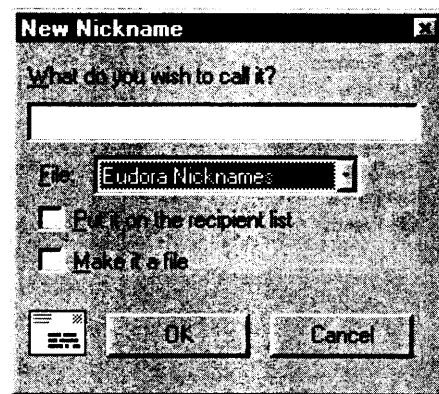 New Nickname
What do you wish to call it?
File: Eudora Nicknames
Put it on the recipient list
Make it a file
OK Cancel